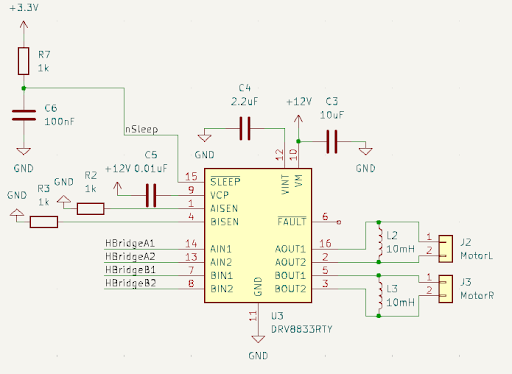 +3.3V
R7
1k
C6
100nF
GND
nSleep
C4
2.2uF
GND
+12V
C3
10uF
GND
+12V
C5
0.01uF
GND
R2
1k
GND
R3
1k
15 SLEEP
9 VCP
1 AISEN
4 BISEN
12 VINT
10 VM
FAULT 6
HBridgeA1 14 AIN1
HBridgeA2 13 AIN2
HBridgeB1 7 BIN1
HBridgeB2 8 BIN2
AOUT1 16
AOUT2 2
BOUT1 5
BOUT2 3
GND 11
L2
10mH
1
2
J2
MotorL
L3
10mH
1
2
J3
MotorR
U3
DRV8833RTY
GND